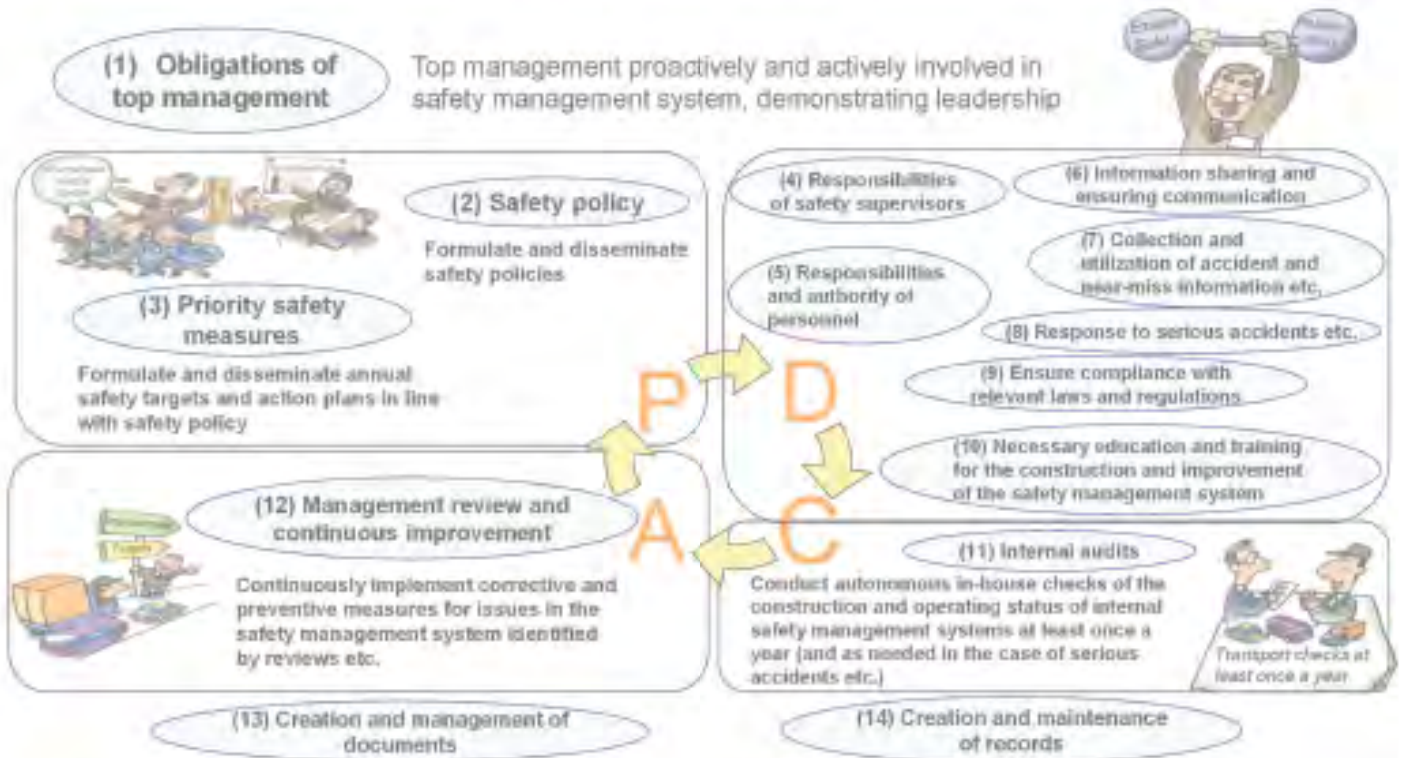 (1) Obligations of
top management
Top management proactively and actively involved in
safety management system, demonstrating leadership
(2) Safety policy
Formulate and disseminate
safety policies
(3) Priority safety
measures
Formulate and disseminate annual
safety targets and action plans in line
with safety policy
P
(4) Responsibilities
of safety supervisors
(5) Responsibilities
and authority of
personnel
(6) Information sharing and
ensuring communication
(7) Collection and
utilization of accident and
near-miss information etc.
(8) Response to serious accidents etc.
(9) Ensure compliance with
relevant laws and regulations
(10) Necessary education and training
for the construction and improvement
of the safety management system
D
C
(11) Internal audits
Conduct autonomous in-house checks of the
construction and operating status of internal
safety management systems at least once a
year (and as needed in the case of serious
accidents etc.)
Transport checks at
least once a year
A
(12) Management review and
continuous improvement
Continuously implement corrective and
preventive measures for issues in the
safety management system identified
by reviews etc.
Targets
(13) Creation and management of
documents
(14) Creation and maintenance
of records